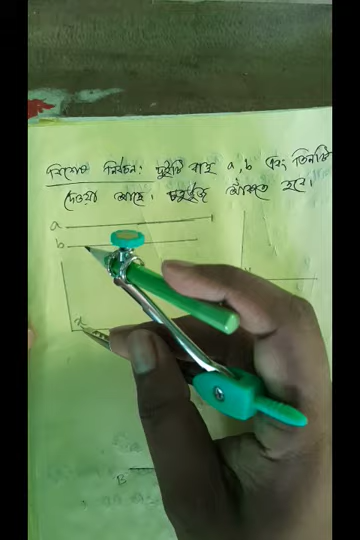 বিশেষ নির্বচন: দুইটি বাহু a, b এবং তিনটি
দেওয়া আছে। চতুর্ভুজ আঁকতে হবে।
a
b
x
B